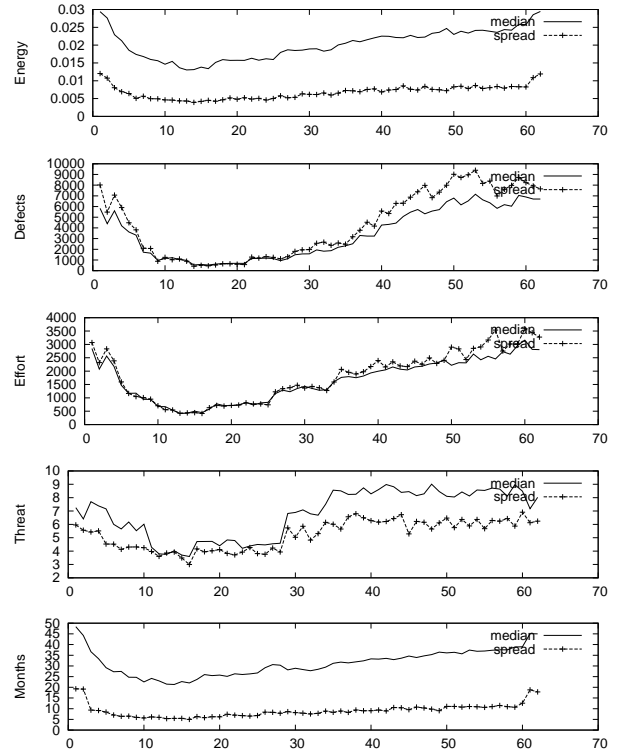 Energy
0.03
0.025
0.02
0.015
0.01
0.005
0
median
spread
0 10 20 30 40 50 60 70
Defects
10000
9000
8000
7000
6000
5000
4000
3000
2000
1000
0
median
spread
0 10 20 30 40 50 60 70
Effort
4000
3500
3000
2500
2000
1500
1000
500
0
median
spread
0 10 20 30 40 50 60 70
Threat
10
9
8
7
6
5
4
3
2
median
spread
0 10 20 30 40 50 60 70
Months
50
45
40
35
30
25
20
15
10
5
0
median
spread
0 10 20 30 40 50 60 70